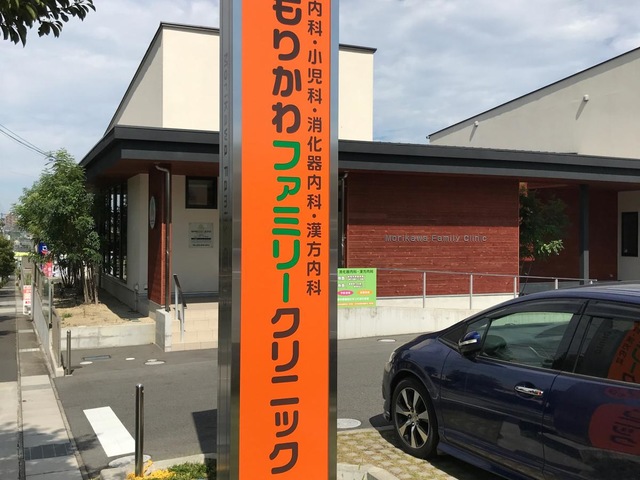 内科・小児科・消化器内科・漢方内科
もりかわファミリークリニック
Morikawa Family Clinic